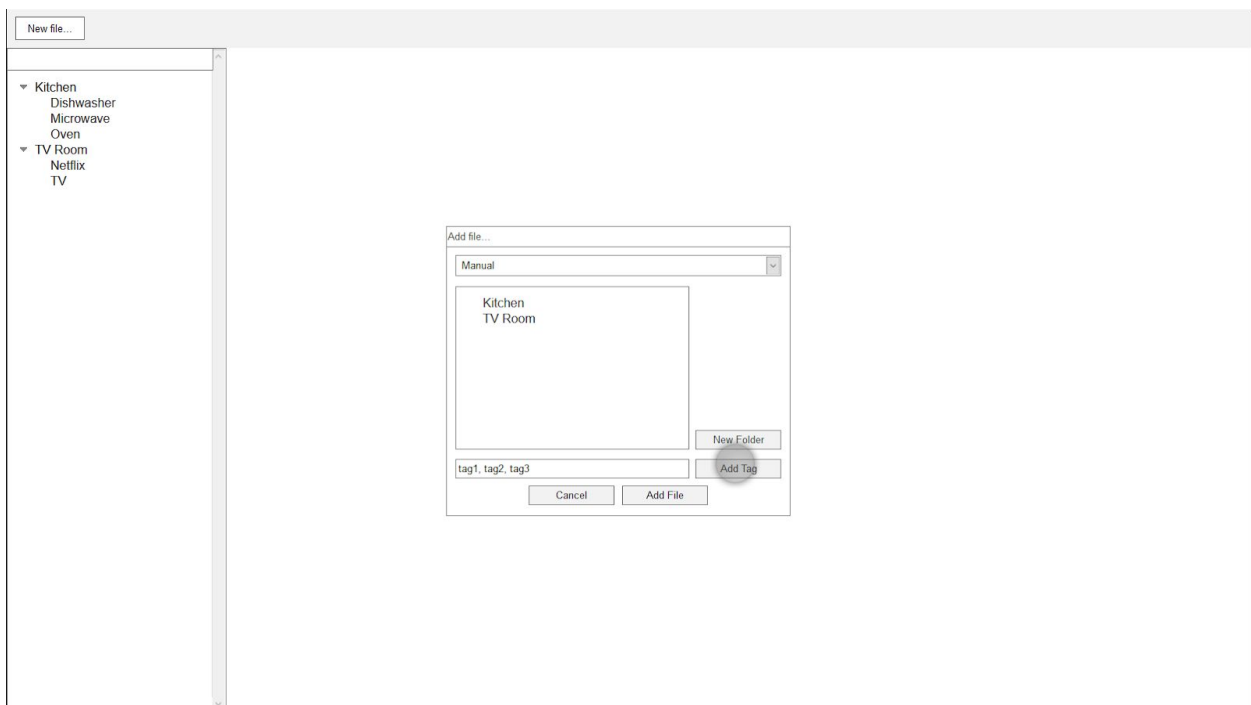 New file...
Kitchen
Dishwasher
Microwave
Oven
TV Room
Netflix
TV
Add file...
Manual
Kitchen
TV Room
New Folder
tag1, tag2, tag3
Add Tag
Cancel
Add File